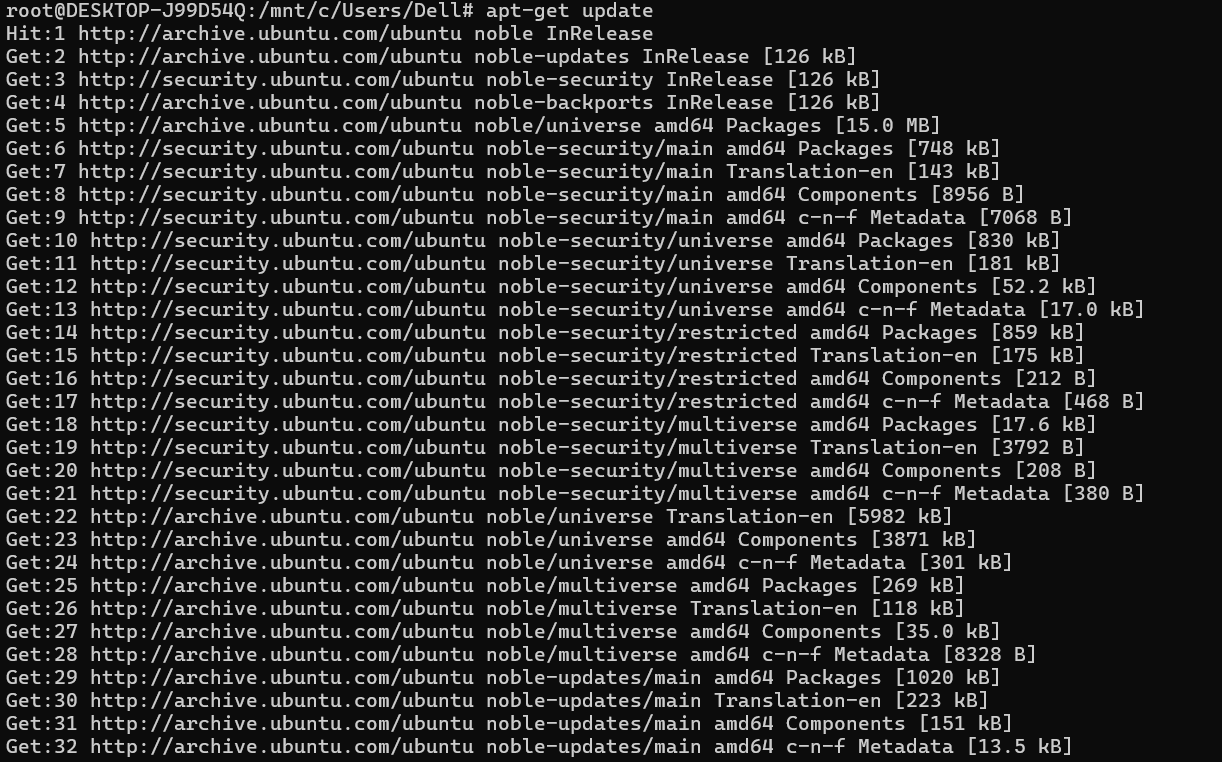 root@DESKTOP-J99D54Q:/mnt/c/Users/Dell# apt-get update
Hit:1 http://archive.ubuntu.com/ubuntu noble InRelease
Get:2 http://archive.ubuntu.com/ubuntu noble-updates InRelease [126 kB]
Get:3 http://security.ubuntu.com/ubuntu noble-security InRelease [126 kB]
Get:4 http://archive.ubuntu.com/ubuntu noble-backports InRelease [126 kB]
Get:5 http://archive.ubuntu.com/ubuntu noble/universe amd64 Packages [15.0 MB]
Get:6 http://security.ubuntu.com/ubuntu noble-security/main amd64 Packages [748 kB]
Get:7 http://security.ubuntu.com/ubuntu noble-security/main Translation-en [143 kB]
Get:8 http://security.ubuntu.com/ubuntu noble-security/main amd64 Components [8956 B]
Get:9 http://security.ubuntu.com/ubuntu noble-security/main amd64 c-n-f Metadata [7068 B]
Get:10 http://security.ubuntu.com/ubuntu noble-security/universe amd64 Packages [830 kB]
Get:11 http://security.ubuntu.com/ubuntu noble-security/universe Translation-en [181 kB]
Get:12 http://security.ubuntu.com/ubuntu noble-security/universe amd64 Components [52.2 kB]
Get:13 http://security.ubuntu.com/ubuntu noble-security/universe amd64 c-n-f Metadata [17.0 kB]
Get:14 http://security.ubuntu.com/ubuntu noble-security/restricted amd64 Packages [859 kB]
Get:15 http://security.ubuntu.com/ubuntu noble-security/restricted Translation-en [175 kB]
Get:16 http://security.ubuntu.com/ubuntu noble-security/restricted amd64 Components [212 B]
Get:17 http://security.ubuntu.com/ubuntu noble-security/restricted amd64 c-n-f Metadata [468 B]
Get:18 http://security.ubuntu.com/ubuntu noble-security/multiverse amd64 Packages [17.6 kB]
Get:19 http://security.ubuntu.com/ubuntu noble-security/multiverse Translation-en [3792 B]
Get:20 http://security.ubuntu.com/ubuntu noble-security/multiverse amd64 Components [208 B]
Get:21 http://security.ubuntu.com/ubuntu noble-security/multiverse amd64 c-n-f Metadata [380 B]
Get:22 http://archive.ubuntu.com/ubuntu noble/universe Translation-en [5982 kB]
Get:23 http://archive.ubuntu.com/ubuntu noble/universe amd64 Components [3871 kB]
Get:24 http://archive.ubuntu.com/ubuntu noble/universe amd64 c-n-f Metadata [301 kB]
Get:25 http://archive.ubuntu.com/ubuntu noble/multiverse amd64 Packages [269 kB]
Get:26 http://archive.ubuntu.com/ubuntu noble/multiverse Translation-en [118 kB]
Get:27 http://archive.ubuntu.com/ubuntu noble/multiverse amd64 Components [35.0 kB]
Get:28 http://archive.ubuntu.com/ubuntu noble/multiverse amd64 c-n-f Metadata [8328 B]
Get:29 http://archive.ubuntu.com/ubuntu noble-updates/main amd64 Packages [1020 kB]
Get:30 http://archive.ubuntu.com/ubuntu noble-updates/main Translation-en [223 kB]
Get:31 http://archive.ubuntu.com/ubuntu noble-updates/main amd64 Components [151 kB]
Get:32 http://archive.ubuntu.com/ubuntu noble-updates/main amd64 c-n-f Metadata [13.5 kB]